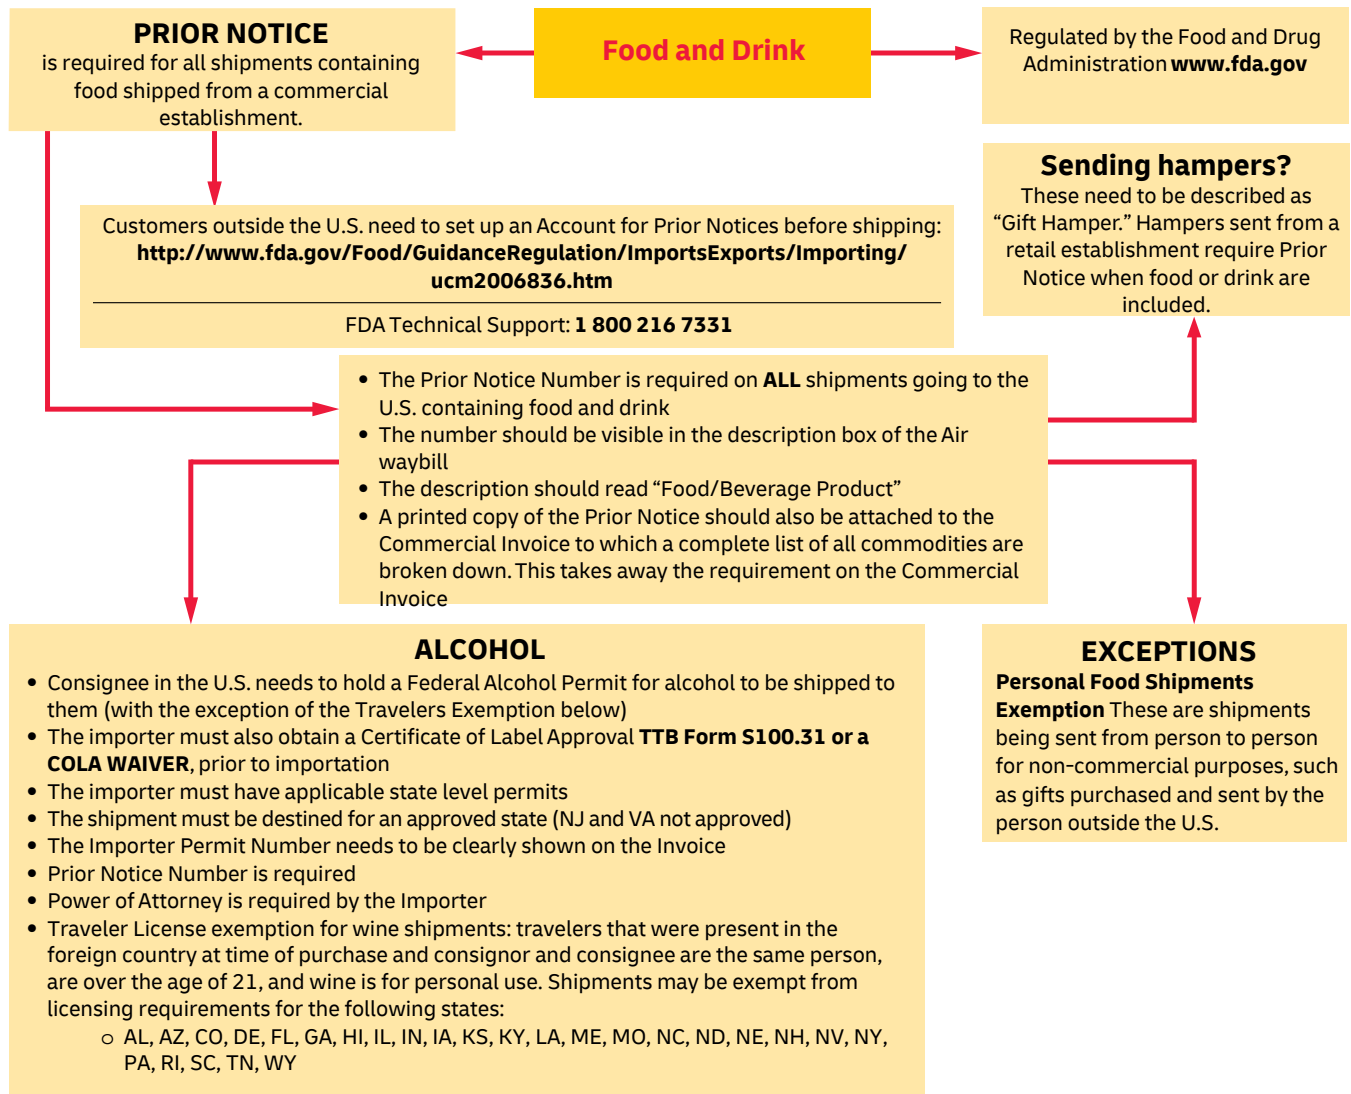 PRIOR NOTICE
is required for all shipments containing
food shipped from a commercial
establishment.
Food and Drink
Regulated by the Food and Drug
Administration www.fda.gov
Sending hampers?
These need to be described as
“Gift Hamper.” Hampers sent from a
retail establishment require Prior
Notice when food or drink are
included.
Customers outside the U.S. need to set up an Account for Prior Notices before shipping:
http://www.fda.gov/Food/GuidanceRegulation/ImportsExports/Importing/
ucm2006836.htm
FDA Technical Support: 1 800 216 7331
• The Prior Notice Number is required on ALL shipments going to the
U.S. containing food and drink
• The number should be visible in the description box of the Air
waybill
• The description should read “Food/Beverage Product”
• A printed copy of the Prior Notice should also be attached to the
Commercial Invoice to which a complete list of all commodities are
broken down. This takes away the requirement on the Commercial
Invoice
ALCOHOL
• Consignee in the U.S. needs to hold a Federal Alcohol Permit for alcohol to be shipped to
them (with the exception of the Travelers Exemption below)
• The importer must also obtain a Certificate of Label Approval TTB Form S100.31 or a
COLA WAIVER, prior to importation
• The importer must have applicable state level permits
• The shipment must be destined for an approved state (NJ and VA not approved)
• The Importer Permit Number needs to be clearly shown on the Invoice
• Prior Notice Number is required
• Power of Attorney is required by the Importer
• Traveler License exemption for wine shipments: travelers that were present in the
foreign country at time of purchase and consignor and consignee are the same person,
are over the age of 21, and wine is for personal use. Shipments may be exempt from
licensing requirements for the following states:
o AL, AZ, CO, DE, FL, GA, HI, IL, IN, IA, KS, KY, LA, ME, MO, NC, ND, NE, NH, NV, NY,
PA, RI, SC, TN, WY
EXCEPTIONS
Personal Food Shipments
Exemption These are shipments
being sent from person to person
for non-commercial purposes, such
as gifts purchased and sent by the
person outside the U.S.